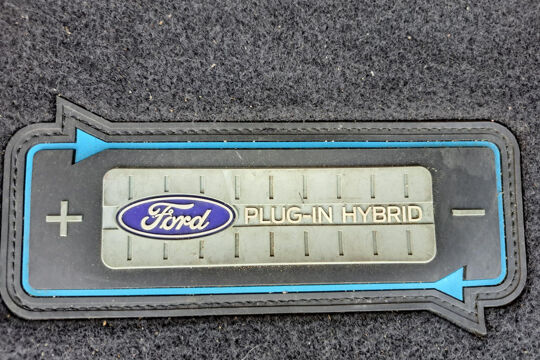 + Ford PLUG-IN HYBRID −